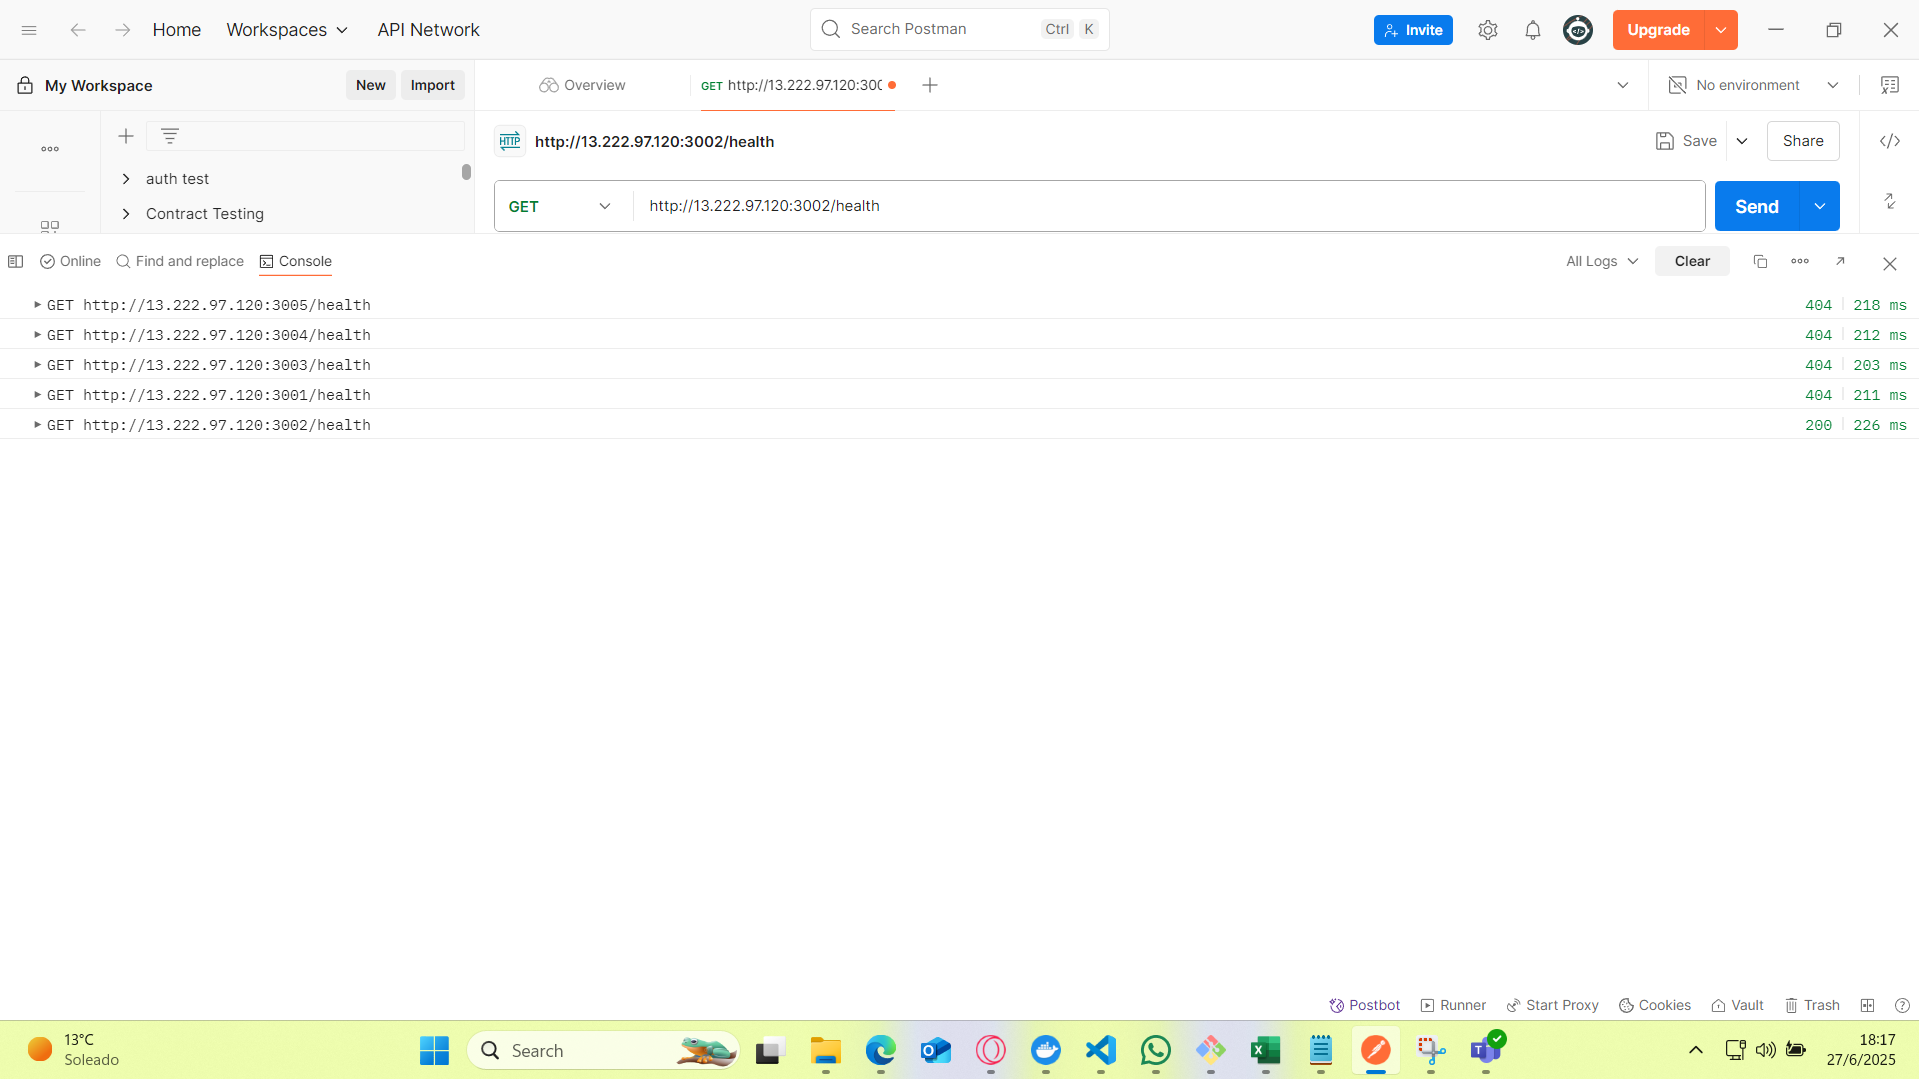 Home Workspaces API Network Search Postman Ctrl K Invite Upgrade
My Workspace New Import Overview GET http://13.222.97.120:300 No environment
HTTP http://13.222.97.120:3002/health Save Share
auth test
Contract Testing
GET http://13.222.97.120:3002/health Send
Online Find and replace Console All Logs Clear
GET http://13.222.97.120:3005/health 404 218 ms
GET http://13.222.97.120:3004/health 404 212 ms
GET http://13.222.97.120:3003/health 404 203 ms
GET http://13.222.97.120:3001/health 404 211 ms
GET http://13.222.97.120:3002/health 200 226 ms
Postbot Runner Start Proxy Cookies Vault Trash
13°C
Soleado
Search
18:17
27/6/2025